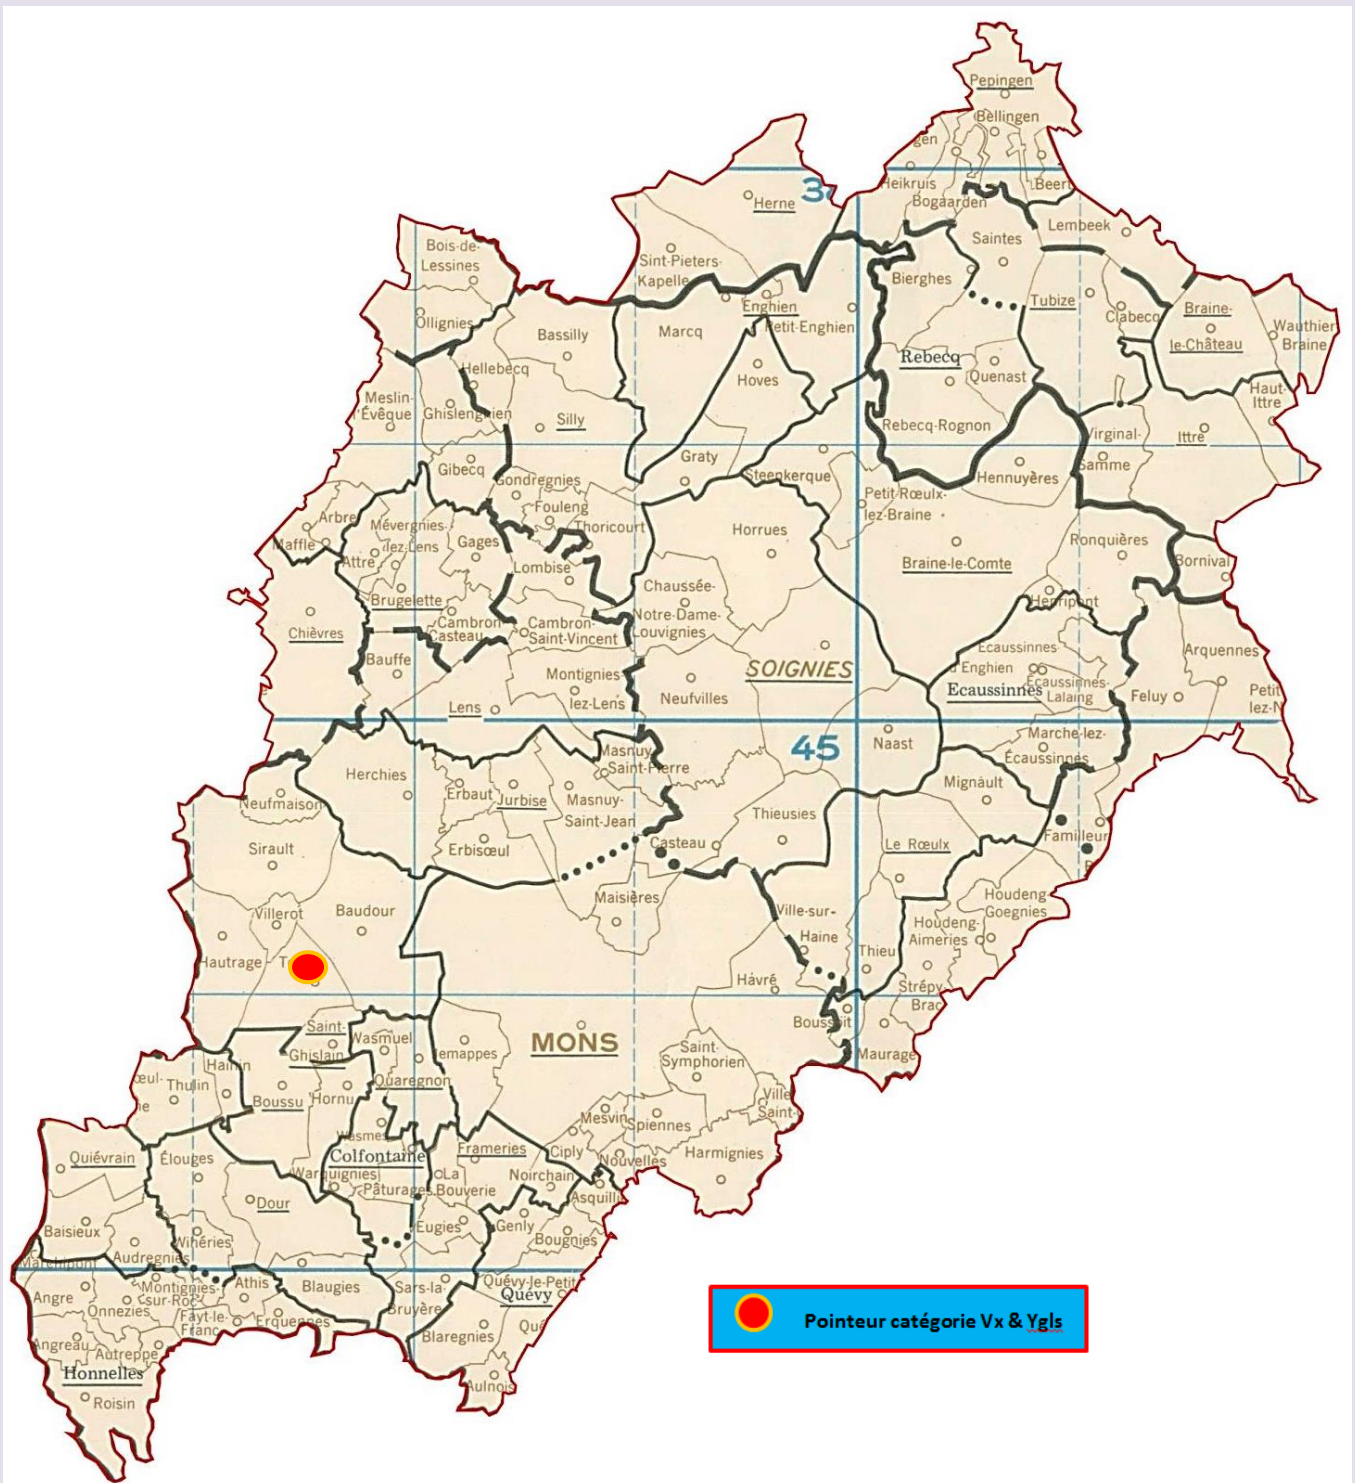 Pepingen
Bellingen
gen
Heikruis
Beert
Bogaarden
Herne
Lembeek
Saintes
Bois-de-
Lessines
Sint-Pieters-
Kapelle
Bierghes
Enghien
Tubize
Clabecq
Braine-
le-Château
Wauthier
Braine
Ollignies
Bassilly
Marcq
Petit-Enghien
Rebecq
Quenast
Hellebecq
Hoves
Haut-
Ittre
Meslin-
l'Évêque
Ghislenghien
Silly
Rebecq-Rognon
Virginal-
Samme
Ittre
Gibecq
Graty
Steenkerque
Hennuyères
Gondregnies
Petit-Rœulx-
lez-Braine
Fouleng
Thoricourt
Horrues
Arbre
Mévergnies-
lez-Lens
Gages
Maffle
Attre
Lombise
Braine-le-Comte
Ronquières
Bornival
Chaussée-
Notre-Dame-
Louvignies
Brugelette
Henripont
Chièvres
Cambron
Casteau
Cambron-
Saint-Vincent
Ecaussinnes-
d'Enghien
Arquennes
Bauffe
Montignies-
lez-Lens
SOIGNIES
Ecaussinnes
Écaussinnes-
Lalaing
Neufvilles
Feluy
Petit
lez-N
Lens
45
Naast
Marche-lez-
Écaussinnes
Masnuy-
Saint-Pierre
Herchies
Erbaut
Jurbise
Masnuy-
Saint-Jean
Mignault
Neufmaison
Thieusies
Familleur
Sirault
Erbisœul
Casteau
Le Rœulx
Maisières
Houdeng-
Goegnies
Villerot
Baudour
Ville-sur-
Haine
Houdeng-
Aimeries
Hautrage
Thieu
Havré
Strépy
Brac
Boussoit
Saint-
Ghislain
Wasmuel
Jemappes
MONS
Saint-
Symphorien
Maurage
Hainin
Thulin
Quaregnon
Boussu
Hornu
Ville
Saint-
Mesvin
Spiennes
Wasmes
Quiévrain
Élouges
Colfontaine
Frameries
Ciply
Nouvelles
Harmignies
Warquignies
Pâturages
La
Bouverie
Noirchain
Asquilli
Dour
Baisieux
Wihéries
Eugies
Genly
Bougnies
Audregnies
Marchipont
Angre
Montignies-
sur-Roc
Athis
Blaugies
Sars-la-
Bruyère
Quévy-le-Petit
Quévy
Onnezies
Fayt-le-
Franc
Erquennes
Blaregnies
Qué
Angreau
Autreppe
Honnelles
Roisin
Aulnois
Pointeur catégorie Vx & Ygls